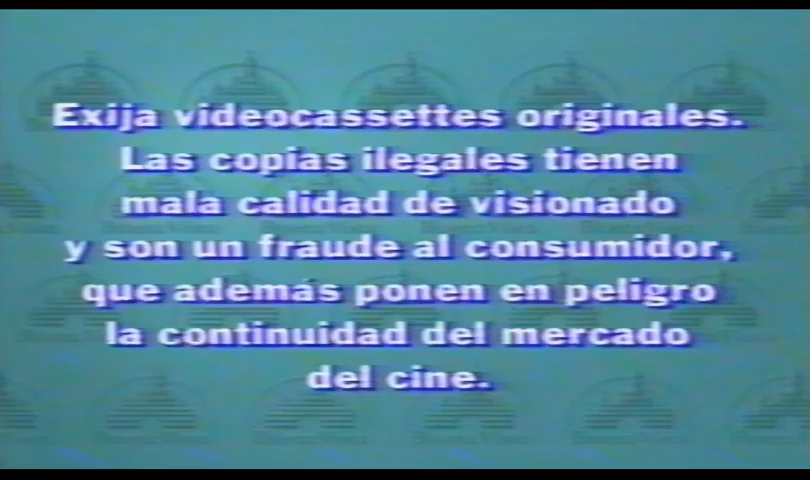 Exija videocassettes originales.
Las copias ilegales tienen
mala calidad de visionado
y son un fraude al consumidor,
que además ponen en peligro
la continuidad del mercado
del cine.